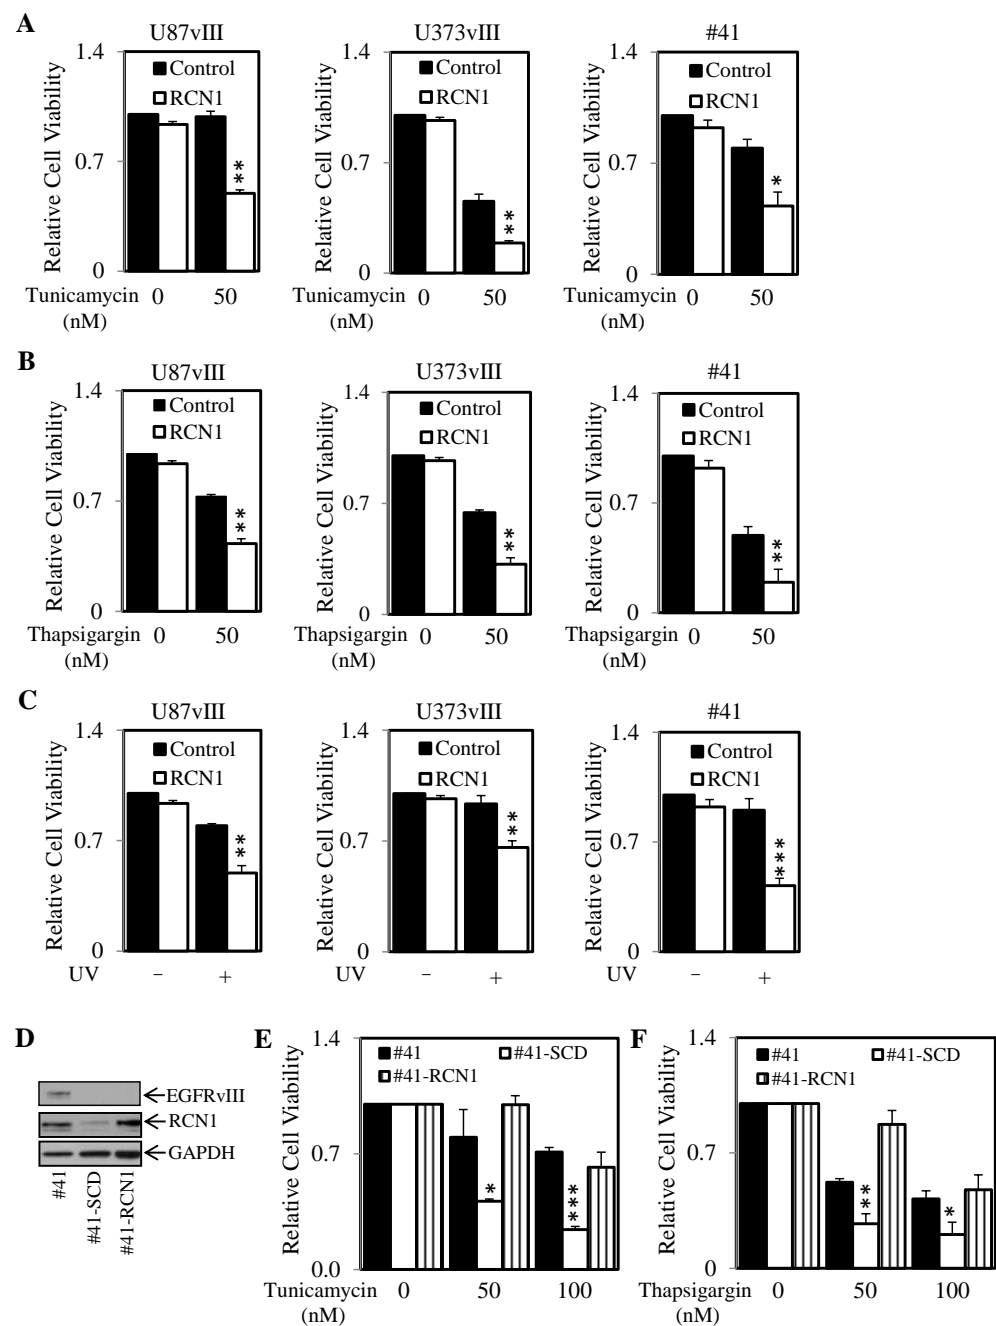 A
U87vIII U373vIII #41
1.4 1.4 1.4
Control Control Control
RCN1 RCN1 RCN1
Relative Cell Viability Relative Cell Viability Relative Cell Viability
0.7 0.7 0.7
** ** *
0 0 0
Tunicamycin 0 50 Tunicamycin 0 50 Tunicamycin 0 50
(nM) (nM) (nM)
B
U87vIII U373vIII #41
1.4 1.4 1.4
Control Control Control
RCN1 RCN1 RCN1
Relative Cell Viability Relative Cell Viability Relative Cell Viability
0.7 0.7 0.7
** ** **
0 0 0
Thapsigargin 0 50 Thapsigargin 0 50 Thapsigargin 0 50
(nM) (nM) (nM)
C
U87vIII U373vIII #41
1.4 1.4 1.4
Control Control Control
RCN1 RCN1 RCN1
Relative Cell Viability Relative Cell Viability Relative Cell Viability
0.7 0.7 0.7
** ** ***
0 0 0
UV – + UV – + UV – +
D
EGFRvIII
RCN1
GAPDH
#41 #41-SCD #41-RCN1
E
1.4
#41 #41-SCD
#41-RCN1
Relative Cell Viability
0.7
* ***
0.0
Tunicamycin 0 50 100
(nM)
F
1.4
#41 #41-SCD
#41-RCN1
Relative Cell Viability
0.7
** *
0
Thapsigargin 0 50 100
(nM)